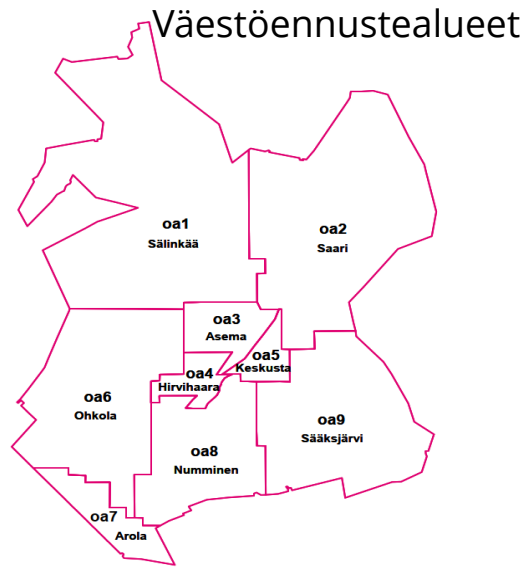 Väestöennustealueet
oa1
Sälinkää
oa2
Saari
oa3
Asema
oa5
Keskusta
oa4
Hirvihaara
oa6
Ohkola
oa9
Sääksjärvi
oa8
Numminen
oa7
Arola